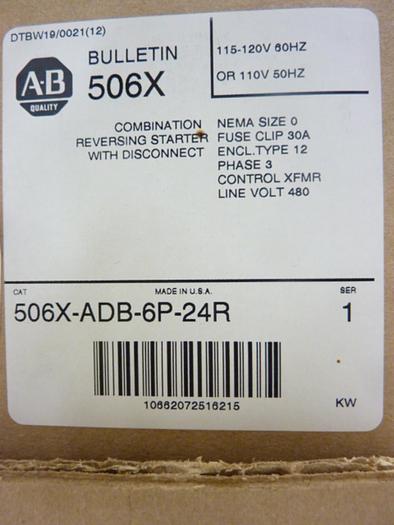 DTBW19/0021(12)
A-B
QUALITY
BULLETIN
506X
115-120V 60HZ
OR 110V 50HZ
COMBINATION
REVERSING STARTER
WITH DISCONNECT
NEMA SIZE 0
FUSE CLIP 30A
ENCL.TYPE 12
PHASE 3
CONTROL XFMR
LINE VOLT 480
CAT
MADE IN U.S.A.
SER
506X-ADB-6P-24R
1
10662072516215
KW